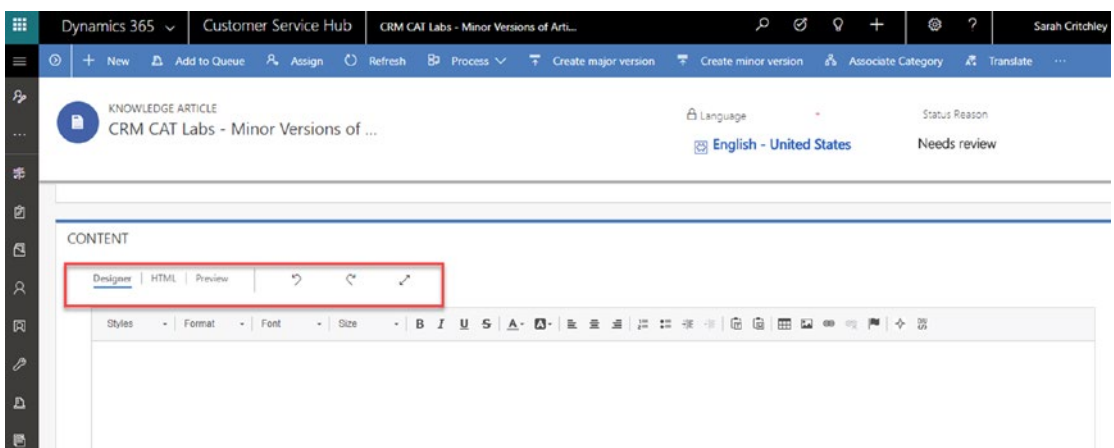 Dynamics 365 Customer Service Hub CRM CAT Labs - Minor Versions of Arti... Sarah Critchley
New Add to Queue Assign Refresh Process Create major version Create minor version Associate Category Translate ...
KNOWLEDGE ARTICLE
CRM CAT Labs - Minor Versions of ...
Language * Status Reason
English - United States Needs review
CONTENT
Designer | HTML | Preview
Styles Format Font Size B I U S A